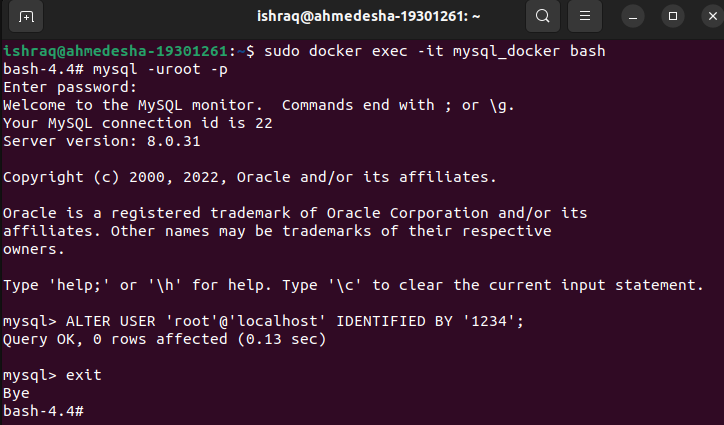 ishraq@ahmedesha-19301261: ~
ishraq@ahmedesha-19301261:~$ sudo docker exec -it mysql_docker bash
bash-4.4# mysql -uroot -p
Enter password:
Welcome to the MySQL monitor.  Commands end with ; or \g.
Your MySQL connection id is 22
Server version: 8.0.31
Copyright (c) 2000, 2022, Oracle and/or its affiliates.
Oracle is a registered trademark of Oracle Corporation and/or its
affiliates. Other names may be trademarks of their respective
owners.
Type 'help;' or '\h' for help. Type '\c' to clear the current input statement.
mysql> ALTER USER 'root'@'localhost' IDENTIFIED BY '1234';
Query OK, 0 rows affected (0.13 sec)
mysql> exit
Bye
bash-4.4#